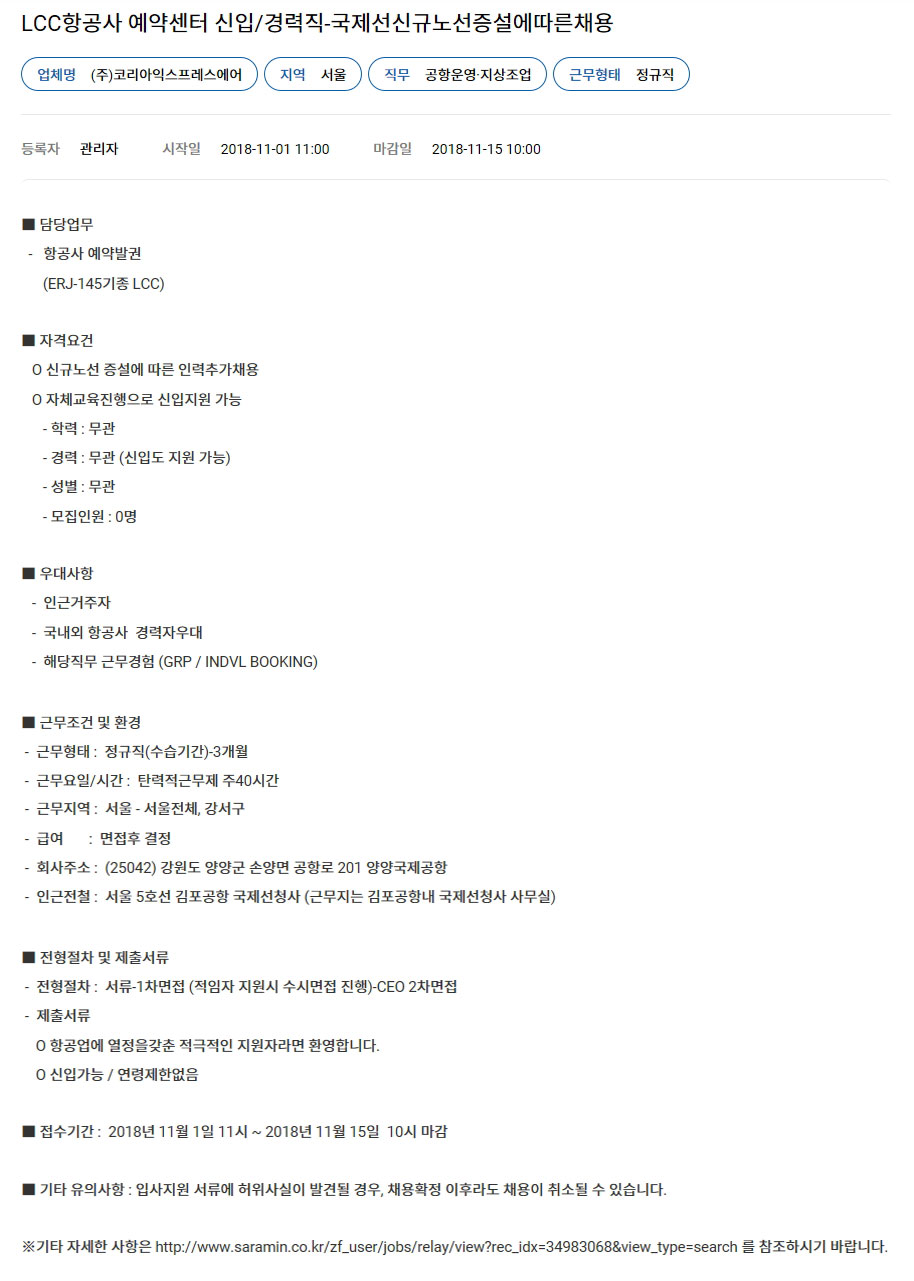 LCC항공사 예약센터 신입/경력직-국제선신규노선증설에따른채용
업체명 (주)코리아익스프레스에어 지역 서울 직무 공항운영·지상조업 근무형태 정규직
등록자 관리자 시작일 2018-11-01 11:00 마감일 2018-11-15 10:00
■ 담당업무
- 항공사 예약발권
(ERJ-145기종 LCC)
■ 자격요건
O 신규노선 증설에 따른 인력추가채용
O 자체교육진행으로 신입지원 가능
- 학력 : 무관
- 경력 : 무관 (신입도 지원 가능)
- 성별 : 무관
- 모집인원 : 0명
■ 우대사항
- 인근거주자
- 국내외 항공사 경력자우대
- 해당직무 근무경험 (GRP / INDVL BOOKING)
■ 근무조건 및 환경
- 근무형태 : 정규직(수습기간)-3개월
- 근무요일/시간 : 탄력적근무제 주40시간
- 근무지역 : 서울 - 서울전체, 강서구
- 급여 : 면접후 결정
- 회사주소 : (25042) 강원도 양양군 손양면 공항로 201 양양국제공항
- 인근전철 : 서울 5호선 김포공항 국제선청사 (근무지는 김포공항내 국제선청사 사무실)
■ 전형절차 및 제출서류
- 전형절차 : 서류-1차면접 (적임자 지원시 수시면접 진행)-CEO 2차면접
- 제출서류
O 항공업에 열정을갖춘 적극적인 지원자라면 환영합니다.
O 신입가능 / 연령제한없음
■ 접수기간 : 2018년 11월 1일 11시 ~ 2018년 11월 15일 10시 마감
■ 기타 유의사항 : 입사지원 서류에 허위사실이 발견될 경우, 채용확정 이후라도 채용이 취소될 수 있습니다.
※기타 자세한 사항은 http://www.saramin.co.kr/zf_user/jobs/relay/view?rec_idx=34983068&view_type=search 를 참조하시기 바랍니다.